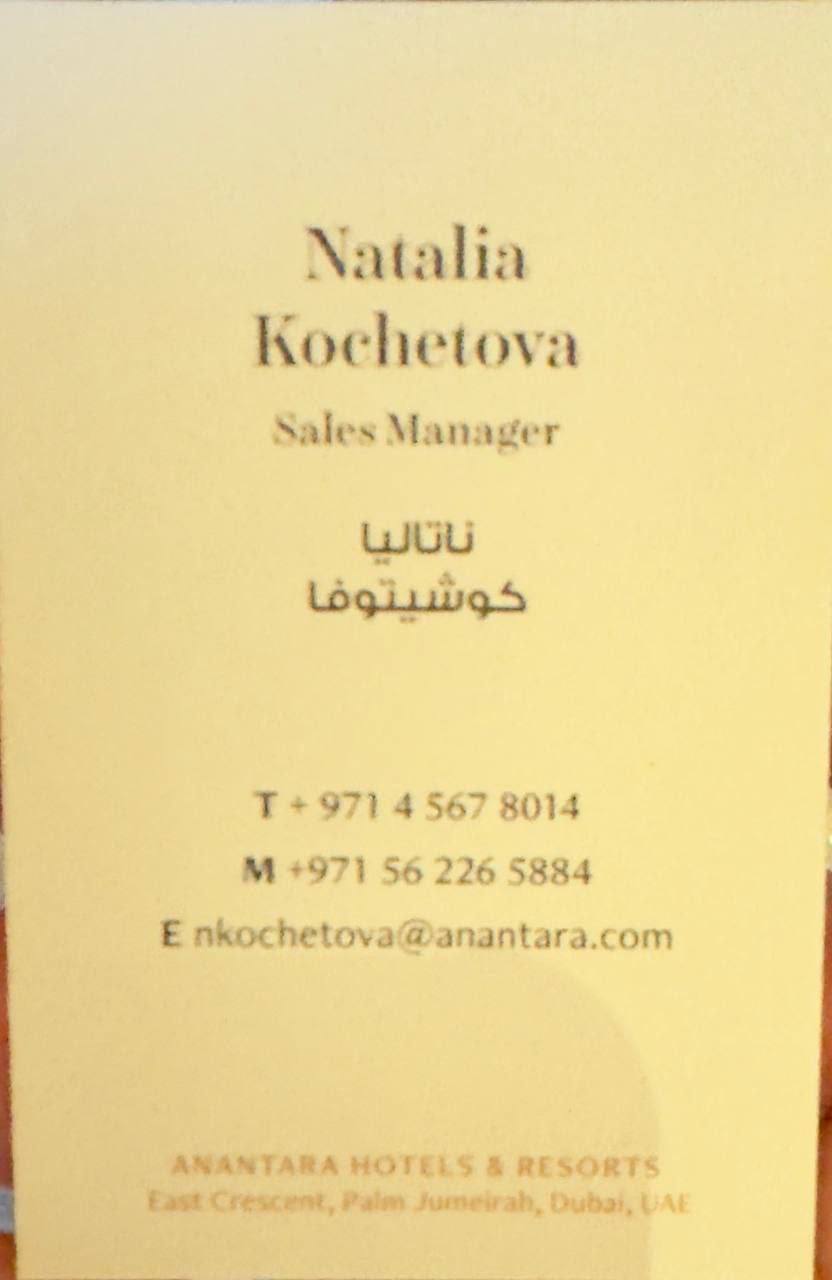 Natalia
Kochetova
Sales Manager
ناتاليا
كوشيتوفا
T + 971 4 567 8014
M +971 56 226 5884
E nkochetova@anantara.com
ANANTARA HOTELS & RESORTS
East Crescent, Palm Jumeirah, Dubai, UAE